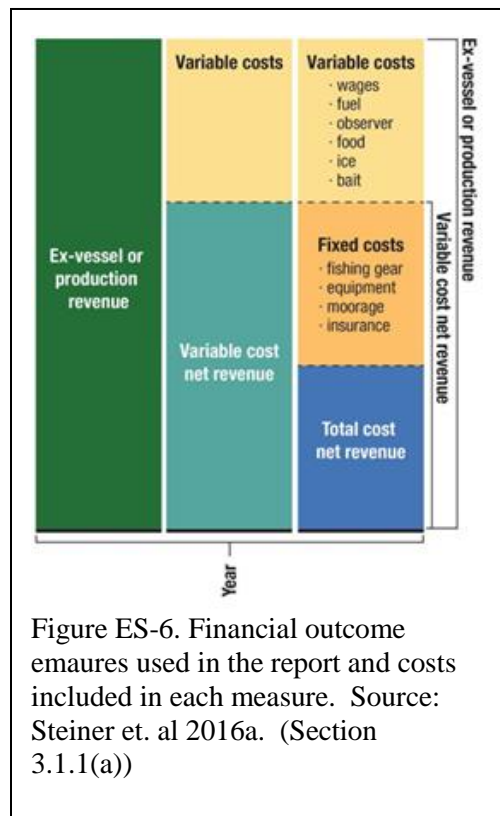 Ex-vessel or
production
revenue
Variable costs
Variable cost
net revenue
Variable costs
· wages
· fuel
· observer
· food
· ice
· bait
Fixed costs
· fishing gear
· equipment
· moorage
· insurance
Total cost
net revenue
Variable cost net revenue
Ex-vessel or production revenue
Year
Figure ES-6. Financial outcome
emaures used in the report and costs
included in each measure.  Source:
Steiner et. al 2016a.  (Section
3.1.1(a))